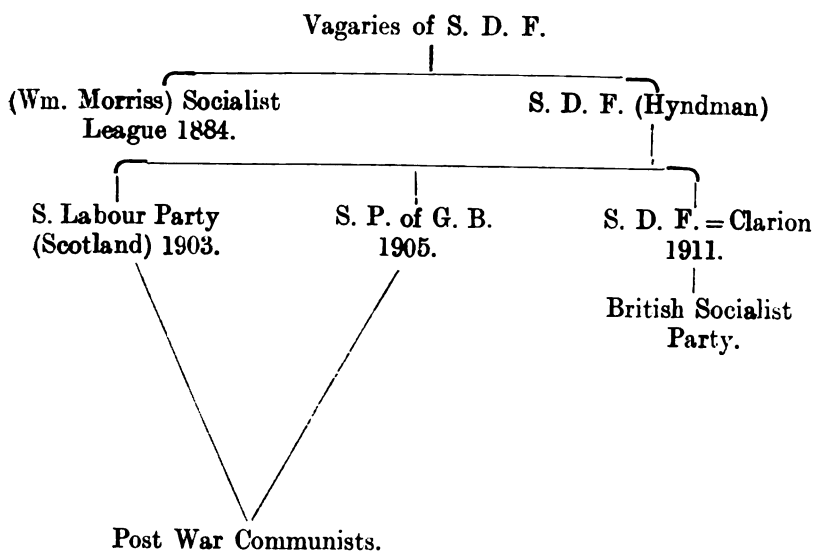 Vagaries of S. D. F.
(Wm. Morriss) Socialist
League 1884.
S. D. F. (Hyndman)
S. Labour Party
(Scotland) 1903.
S. P. of G. B.
1905.
S. D. F. = Clarion
1911.
British Socialist
Party.
Post War Communists.